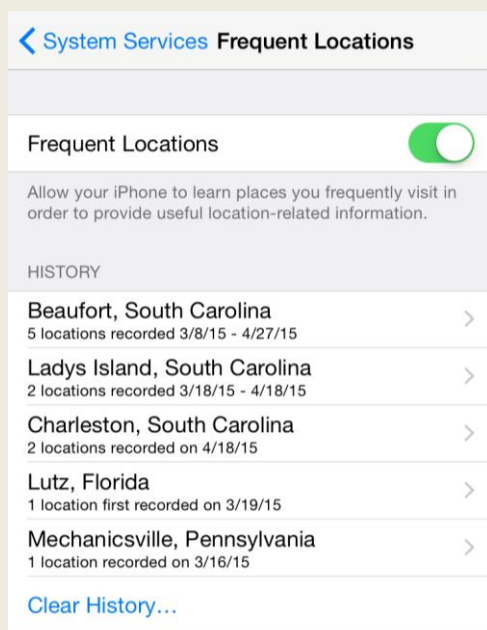 System Services Frequent Locations
Frequent Locations
Allow your iPhone to learn places you frequently visit in
order to provide useful location-related information.
HISTORY
Beaufort, South Carolina
5 locations recorded 3/8/15 - 4/27/15
Ladys Island, South Carolina
2 locations recorded 3/18/15 - 4/18/15
Charleston, South Carolina
2 locations recorded on 4/18/15
Lutz, Florida
1 location first recorded on 3/19/15
Mechanicsville, Pennsylvania
1 location recorded on 3/16/15
Clear History...